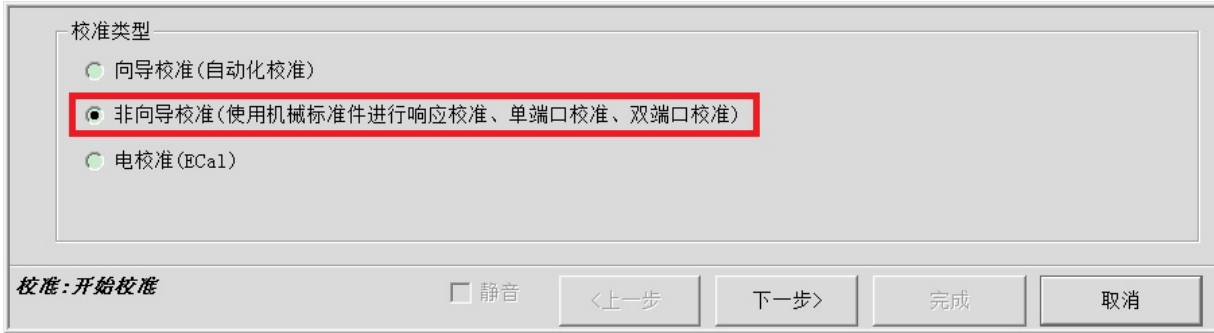 校准类型
向导校准(自动化校准)
非向导校准(使用机械标准件进行响应校准、单端口校准、双端口校准)
电校准(ECal)
校准:开始校准
静音
<上一步
下一步>
完成
取消